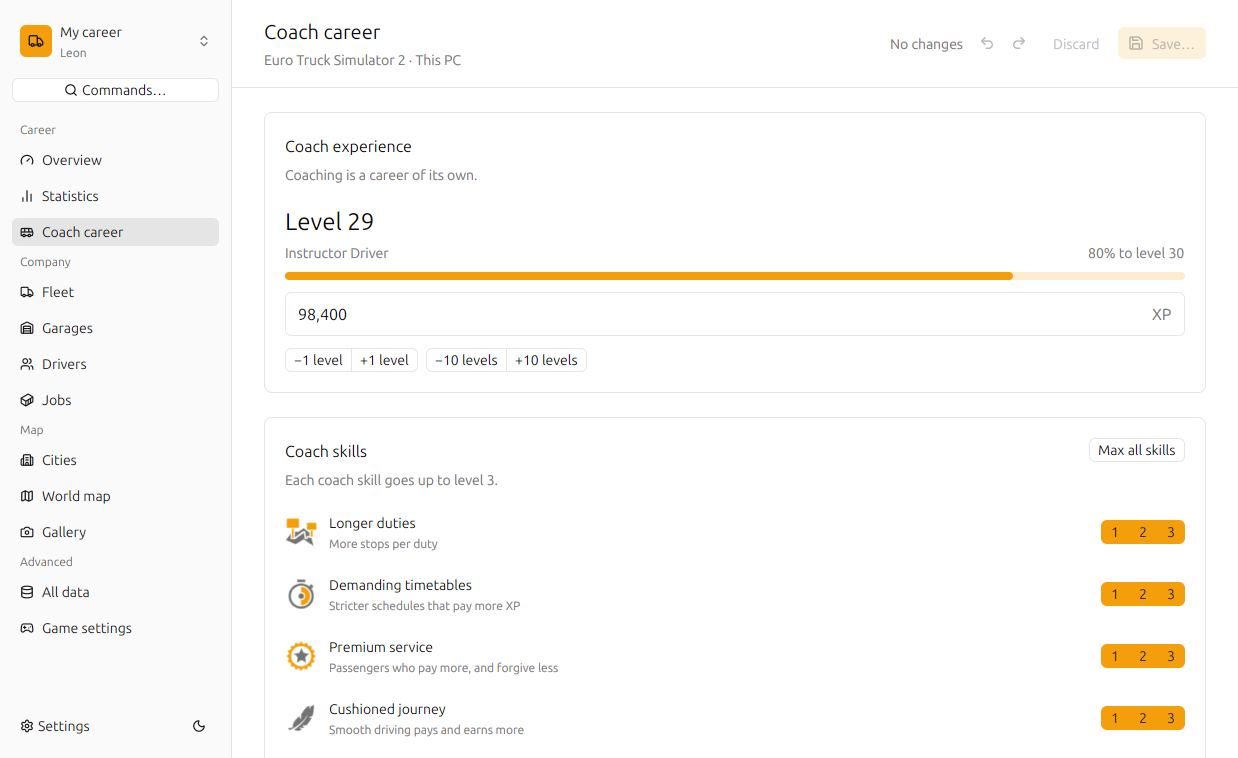 My career
Leon
Commands…
Career
Overview
Statistics
Coach career
Company
Fleet
Garages
Drivers
Jobs
Map
Cities
World map
Gallery
Advanced
All data
Game settings
Settings
Coach career
Euro Truck Simulator 2 · This PC
No changes
Discard
Save…
Coach experience
Coaching is a career of its own.
Level 29
Instructor Driver
80% to level 30
98,400 XP
−1 level +1 level −10 levels +10 levels
Coach skills
Max all skills
Each coach skill goes up to level 3.
Longer duties
More stops per duty
1 2 3
Demanding timetables
Stricter schedules that pay more XP
1 2 3
Premium service
Passengers who pay more, and forgive less
1 2 3
Cushioned journey
Smooth driving pays and earns more
1 2 3